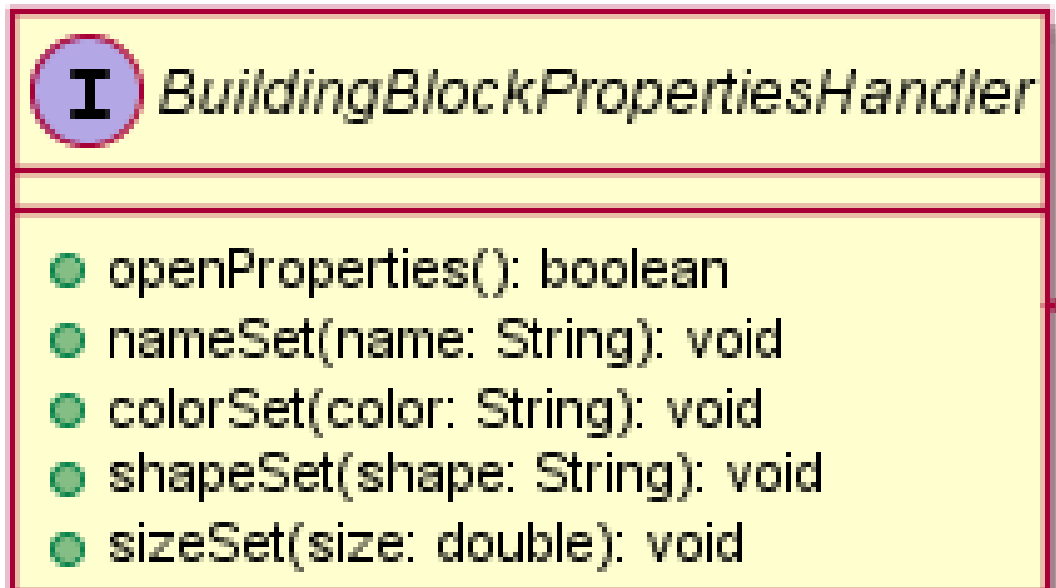 I BuildingBlockPropertiesHandler
openProperties(): boolean
nameSet(name: String): void
colorSet(color: String): void
shapeSet(shape: String): void
sizeSet(size: double): void